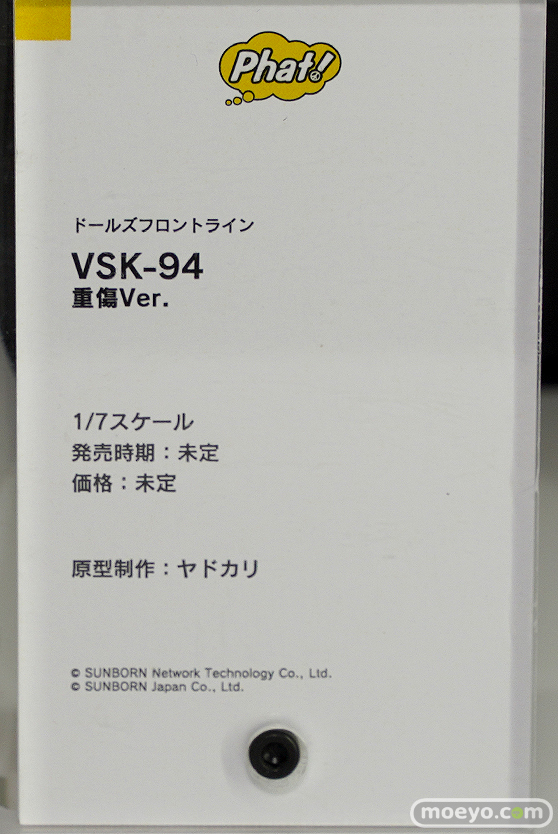 Phat!
ドールズフロントライン
VSK-94
重傷Ver.
1/7スケール
発売時期：未定
価格：未定
原型制作：ヤドカリ
© SUNBORN Network Technology Co., Ltd.
© SUNBORN Japan Co., Ltd.
moeyo.com